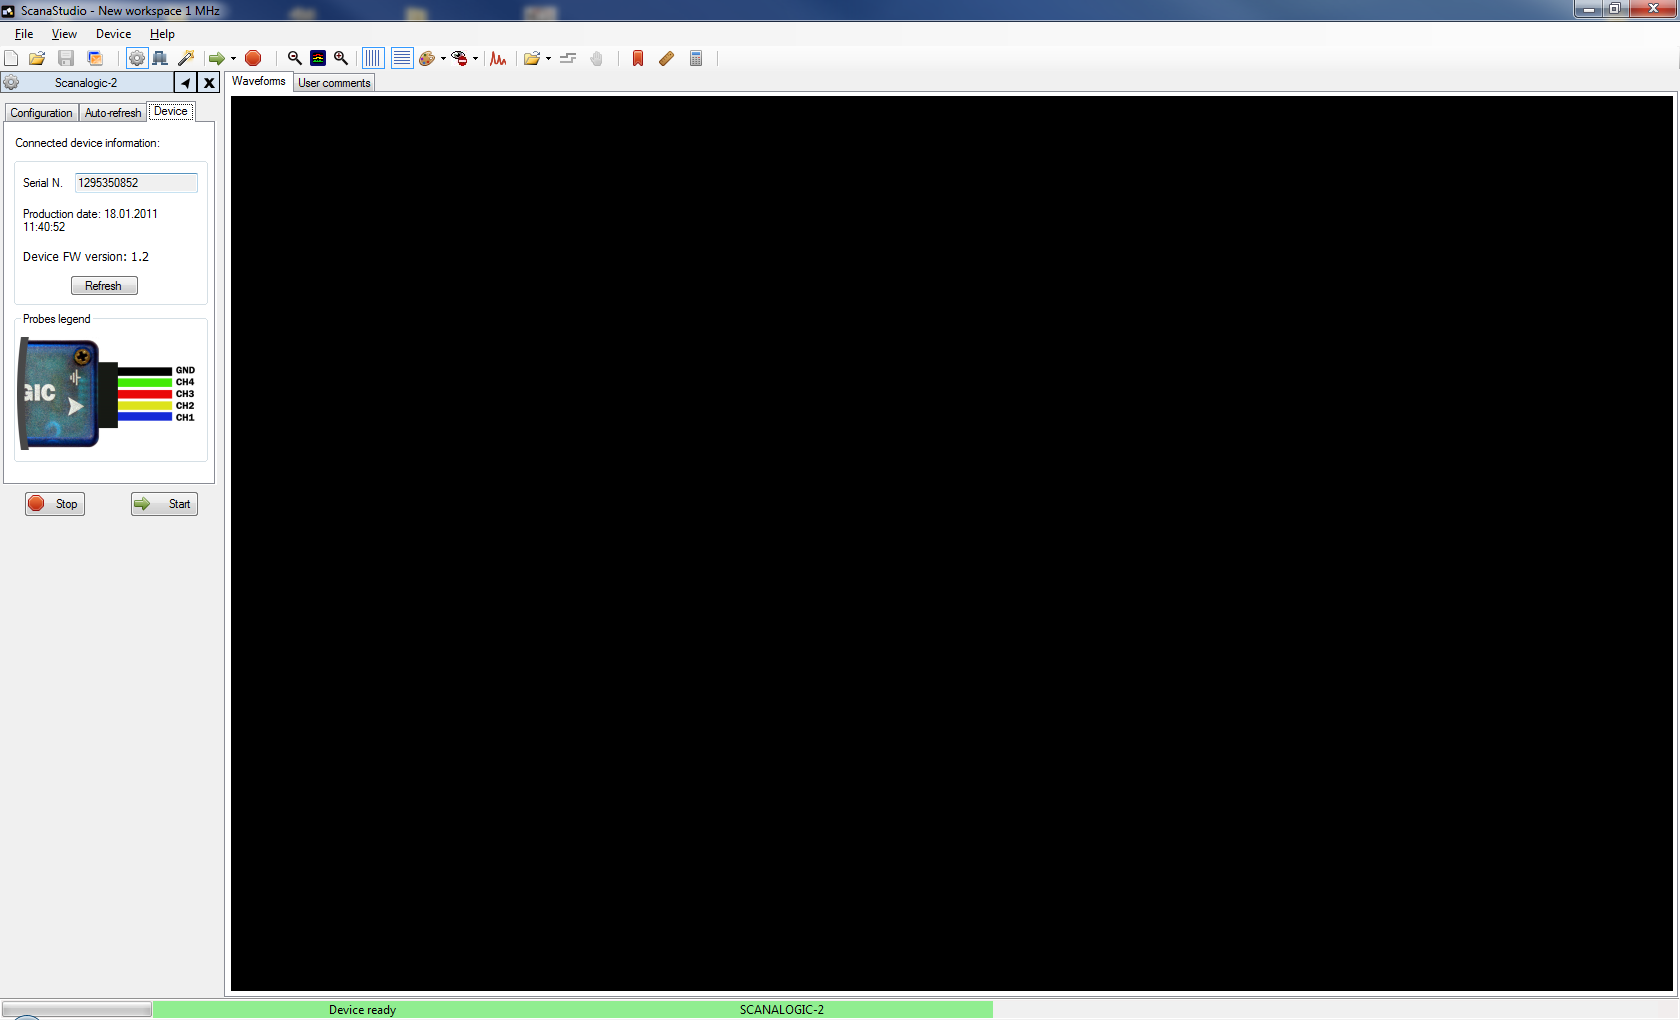 ScanaStudio - New workspace 1 MHz
File View Device Help
Scanalogic-2
Waveforms User comments
Configuration Auto-refresh Device
Connected device information:
Serial N. 1295350852
Production date: 18.01.2011
11:40:52
Device FW version: 1.2
Refresh
Probes legend
GND
CH4
CH3
GIC
CH2
CH1
Stop Start
Device ready SCANALOGIC-2